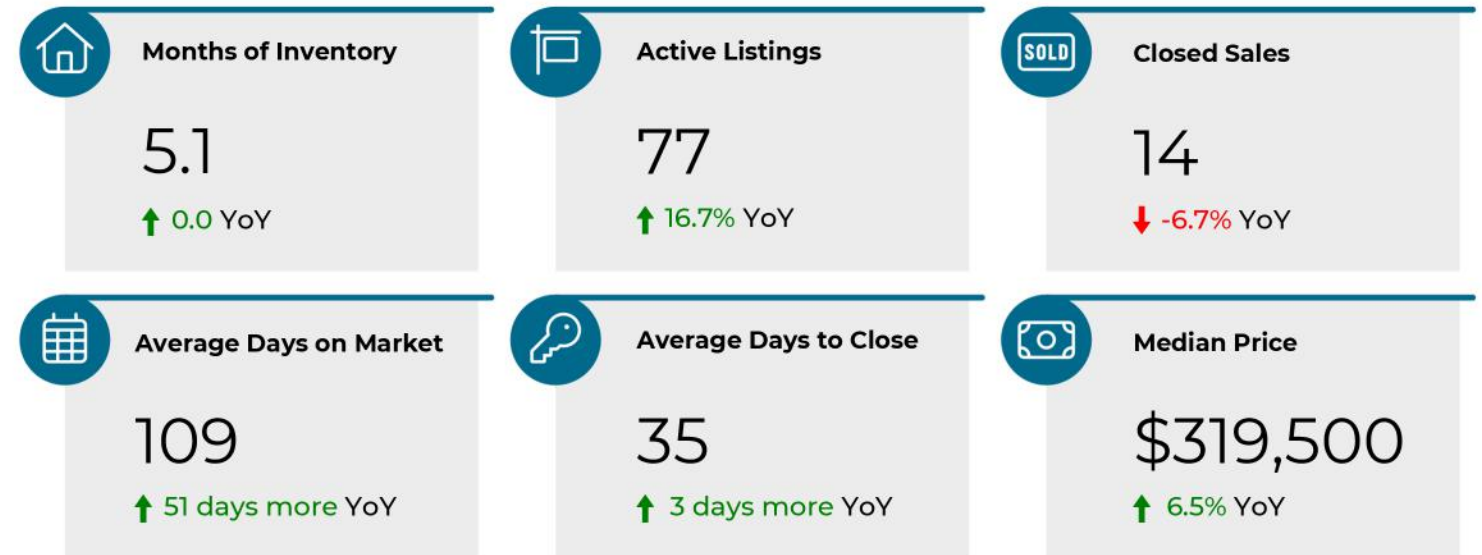 Months of Inventory
5.1
0.0 YoY
Active Listings
77
16.7% YoY
SOLD
Closed Sales
14
-6.7% YoY
Average Days on Market
109
51 days more YoY
Average Days to Close
35
3 days more YoY
Median Price
$319,500
6.5% YoY